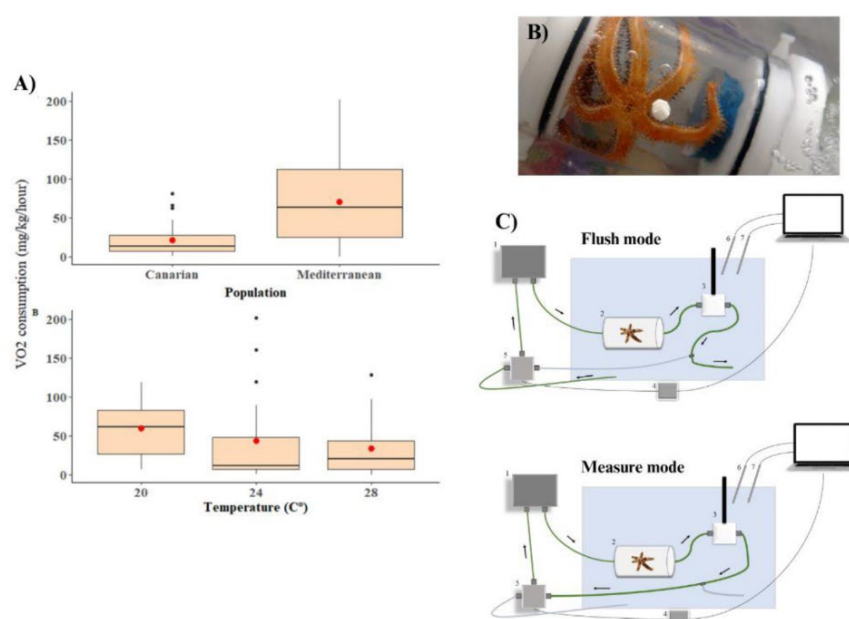 A)
VO2 consumption (mg/kg/hour)
200
150
100
50
0
Canarian Mediterranean
Population
B
200
150
100
50
0
20 24 28
Temperature (Cº)
B)
C)
Flush mode
1
2
3
4
5
6
7
Measure mode
1
2
3
4
5
6
7